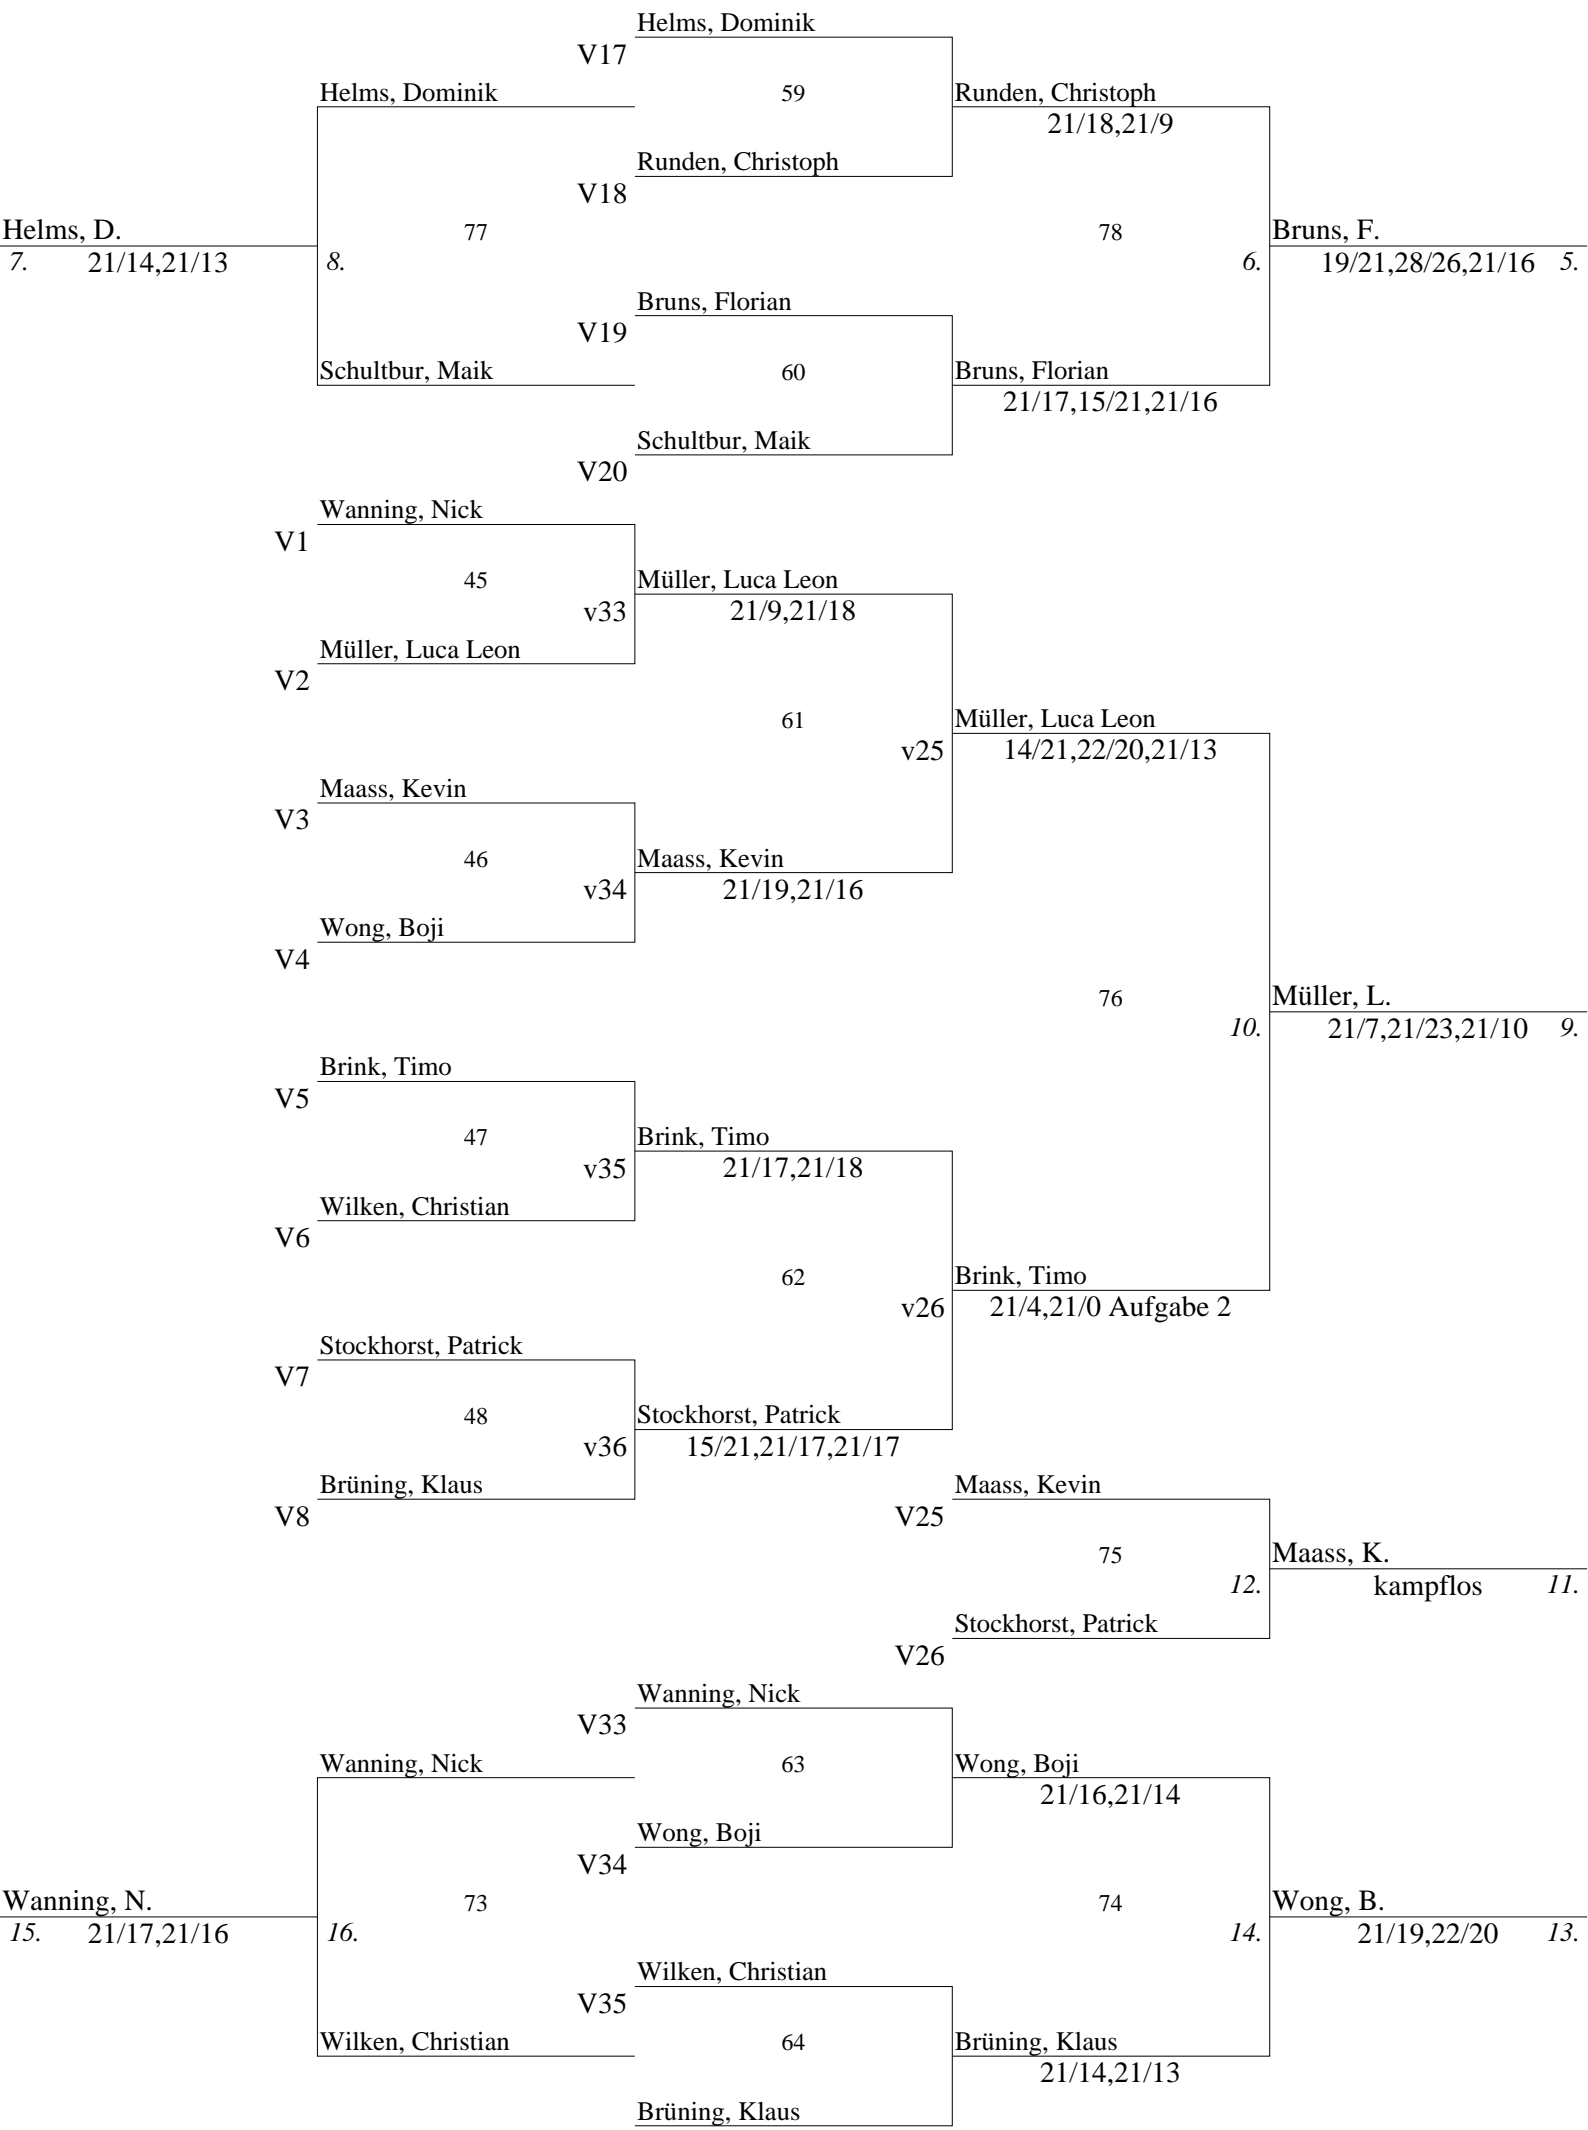 Helms, Dominik
V17
Helms, Dominik
59
Runden, Christoph
21/18,21/9
Runden, Christoph
V18
Helms, D.
77
78
Bruns, F.
7. 21/14,21/13
8.
6.
19/21,28/26,21/16 5.
Bruns, Florian
V19
Schultbur, Maik
60
Bruns, Florian
21/17,15/21,21/16
Schultbur, Maik
V20
Wanning, Nick
V1
45
Müller, Luca Leon
v33
21/9,21/18
Müller, Luca Leon
V2
61
Müller, Luca Leon
v25
14/21,22/20,21/13
Maass, Kevin
V3
46
Maass, Kevin
v34
21/19,21/16
Wong, Boji
V4
76
Müller, L.
10.
21/7,21/23,21/10 9.
Brink, Timo
V5
47
Brink, Timo
v35
21/17,21/18
Wilken, Christian
V6
62
Brink, Timo
v26
21/4,21/0 Aufgabe 2
Stockhorst, Patrick
V7
48
Stockhorst, Patrick
v36
15/21,21/17,21/17
Brüning, Klaus
V8
Maass, Kevin
V25
75
Maass, K.
12.
kampflos 11.
Stockhorst, Patrick
V26
Wanning, Nick
V33
Wanning, Nick
63
Wong, Boji
21/16,21/14
Wong, Boji
V34
Wanning, N.
73
74
Wong, B.
15. 21/17,21/16
16.
14.
21/19,22/20 13.
Wilken, Christian
V35
Wilken, Christian
64
Brüning, Klaus
21/14,21/13
Brüning, Klaus